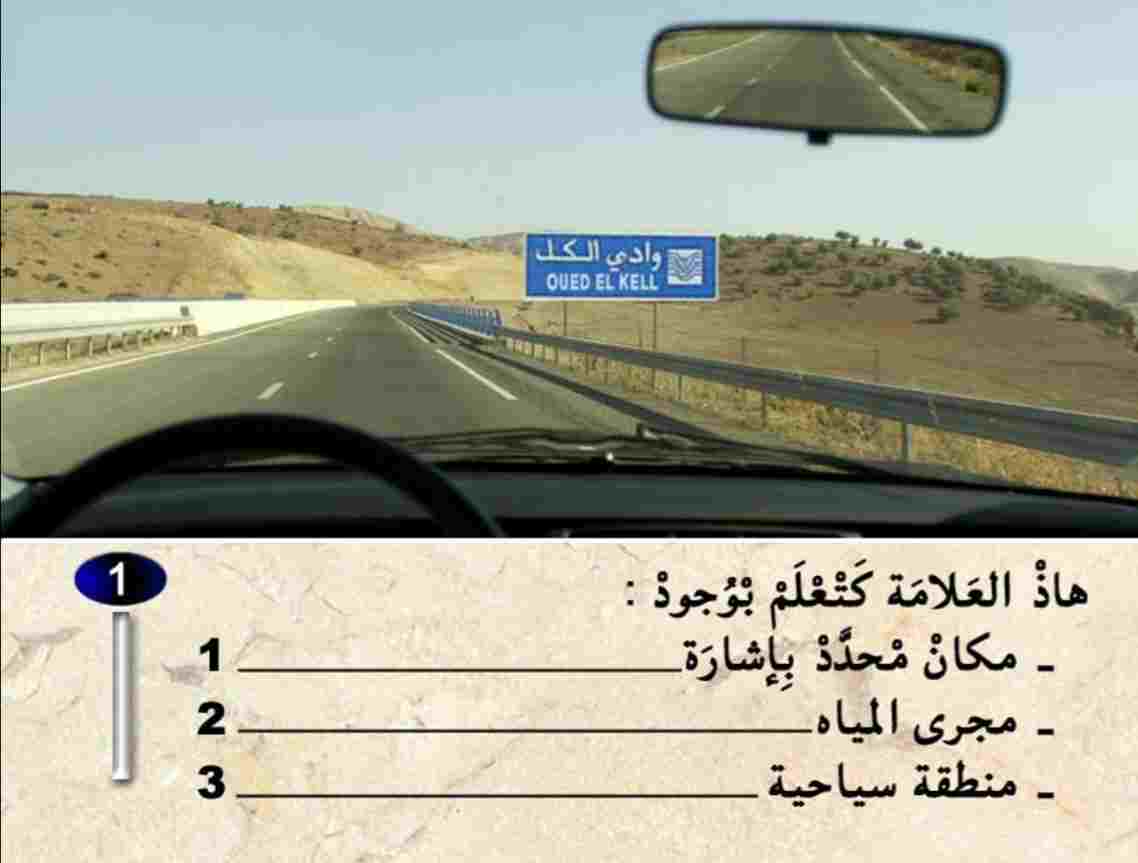 وادي الكل
OUED EL KELL
1
هاذْ العَلامَة كَتْعْلَمْ بْوُجودْ :
ـ مكانْ مْحدَّدْ بِإشارَة 1
ـ مجرى المياه 2
ـ منطقة سياحية 3